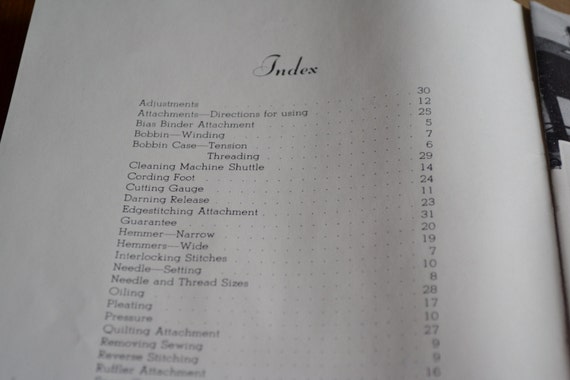 Index
Adjustments 30
Attachments—Directions for using 12
Bias Binder Attachment 25
Bobbin—Winding 5
Bobbin Case—Tension 7
Threading 6
Cleaning Machine Shuttle 29
Cording Foot 14
Cutting Gauge 24
Darning Release 11
Edgestitching Attachment 23
Guarantee 31
Hemmer—Narrow 20
Hemmers—Wide 19
Interlocking Stitches 7
Needle—Setting 10
Needle and Thread Sizes 8
Oiling 28
Pleating 17
Pressure 10
Quilting Attachment 27
Removing Sewing 9
Reverse Stitching 9
Ruffler Attachment 16